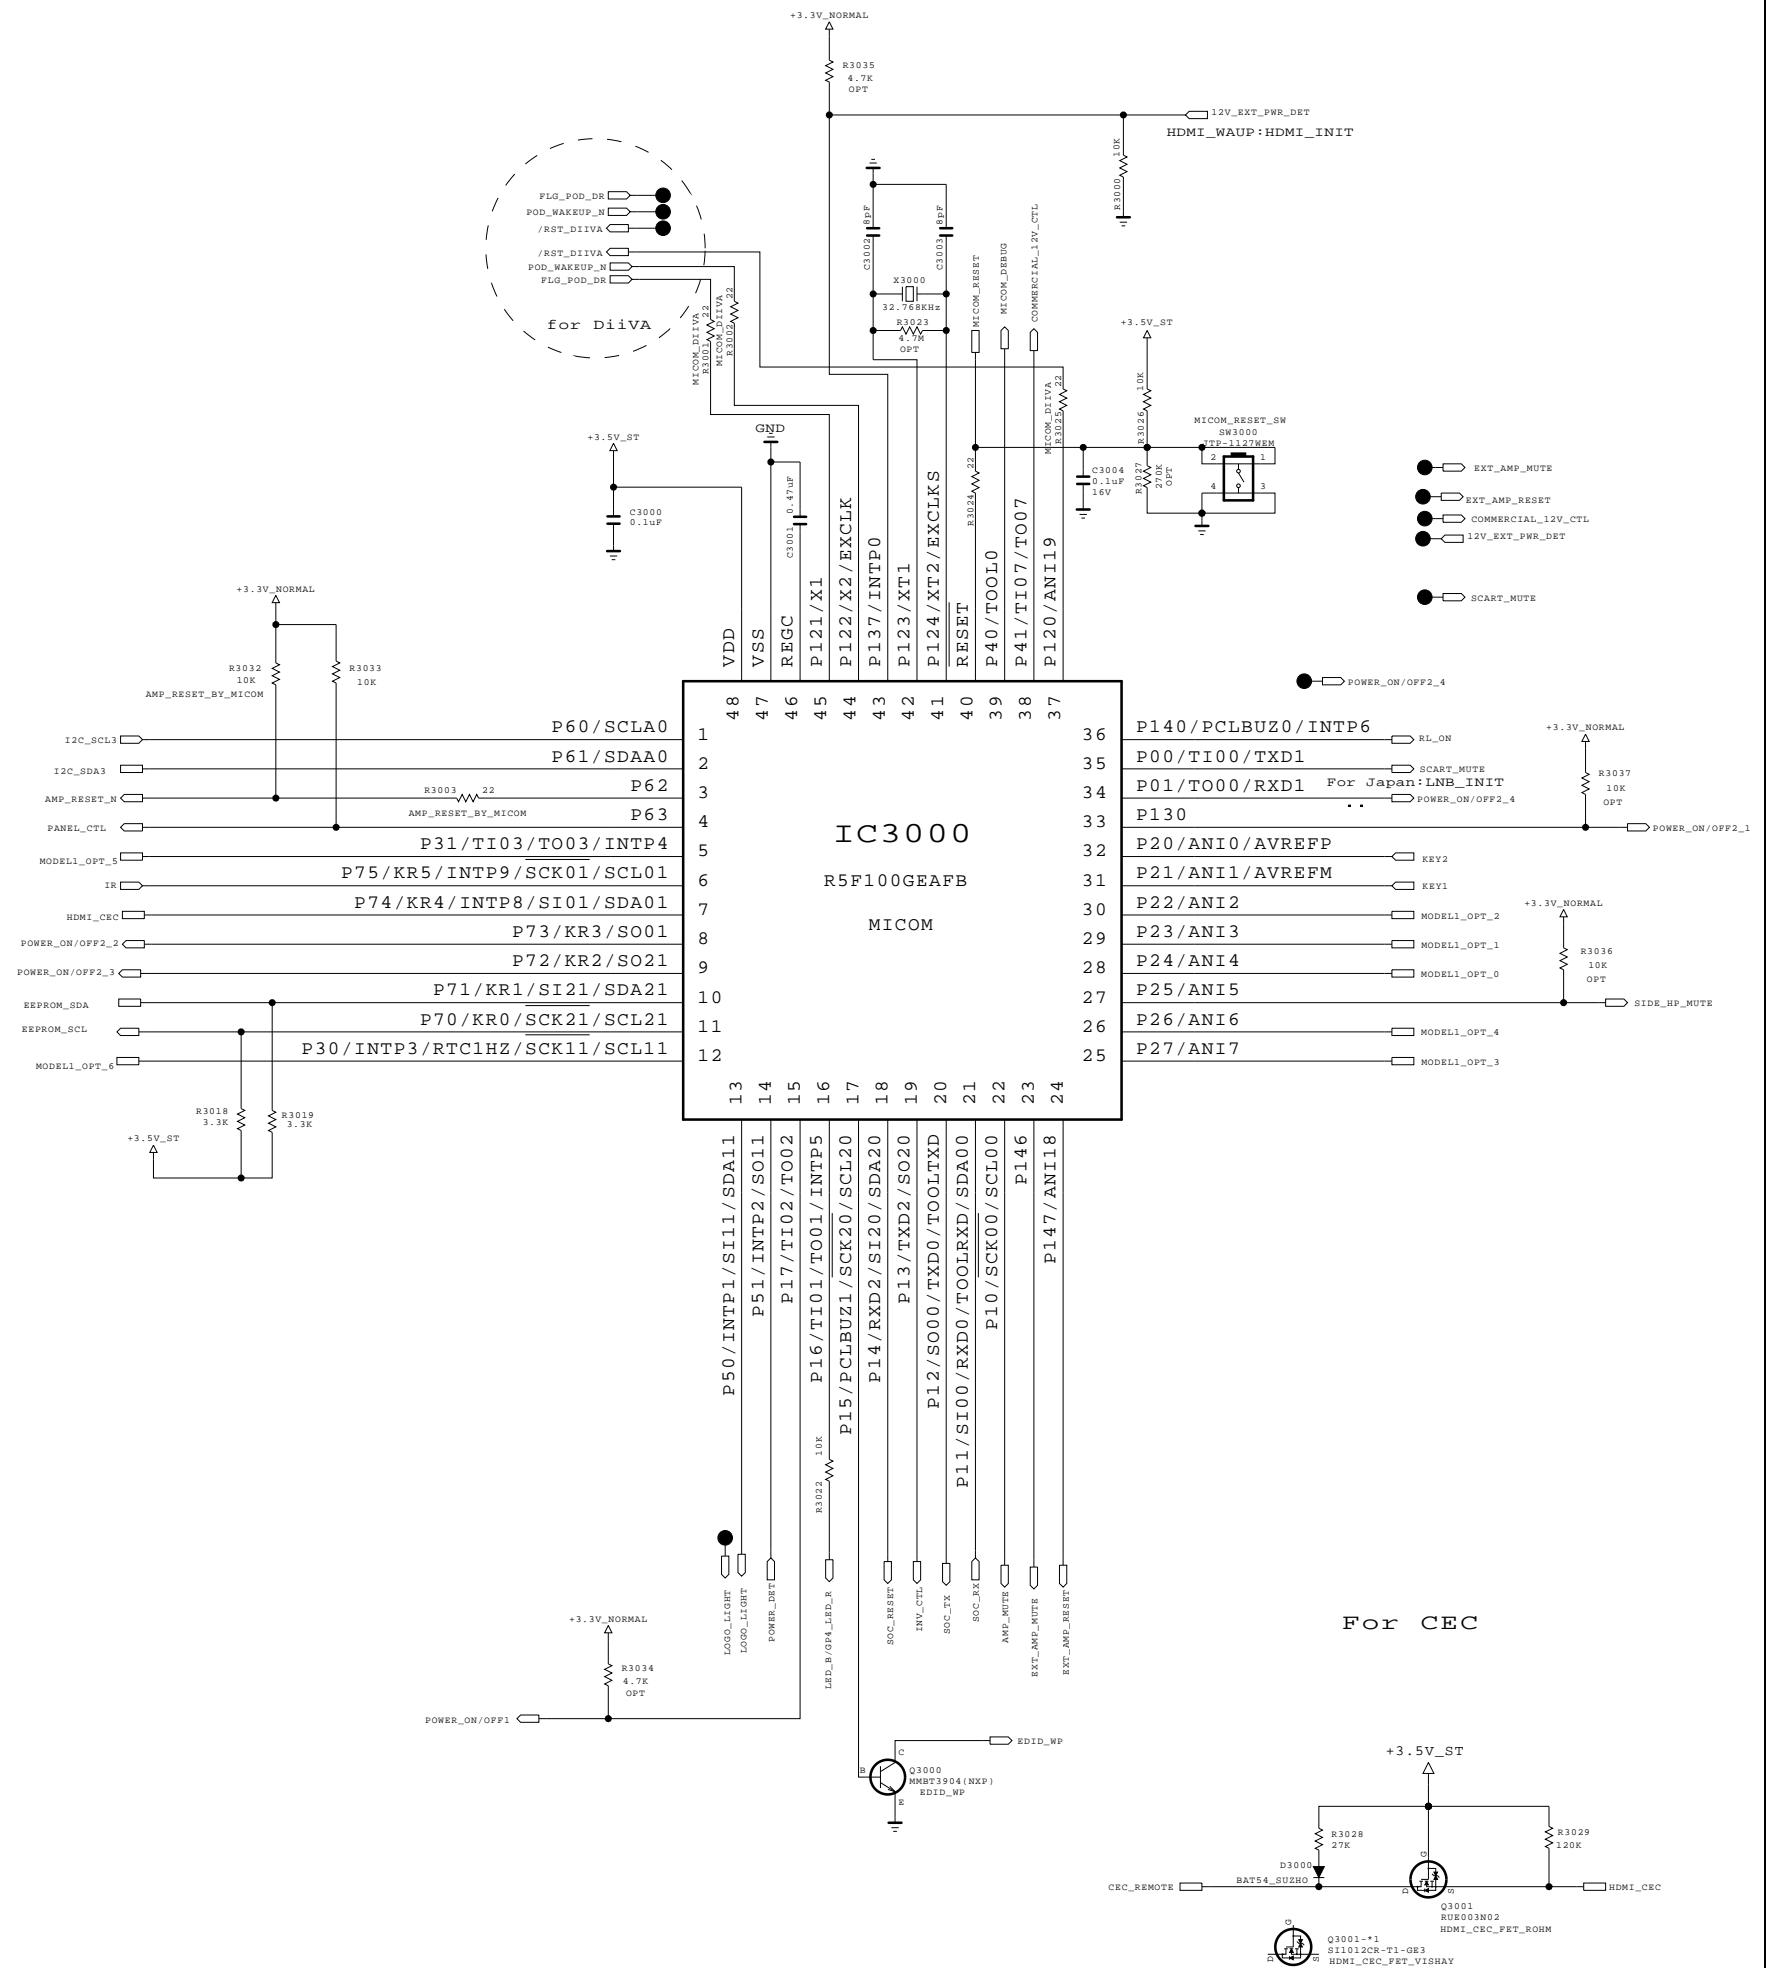 +3.3V_NORMAL
R3035
4.7K
OPT
12V_EXT_PWR_DET
HDMI_WAUP:HDMI_INIT
R3000 10K
FLG_POD_DR
POD_WAKEUP_N
/RST_DIIVA
/RST_DIIVA
POD_WAKEUP_N
FLG_POD_DR
for DiiVA
MICOM_DIIVA
R3001 22
MICOM_DIIVA
R3002 22
C3002 8pF
C3003 8pF
X3000
32.768KHz
R3023
4.7M
OPT
MICOM_RESET
MICOM_DEBUG
COMMERCIAL_12V_CTL
+3.5V_ST
R3026 10K
MICOM_DIIVA
R3025 22
MICOM_RESET_SW
SW3000
JTP-1127WEM
2 1
4 3
R3024 22
C3004
0.1uF
16V
R3027
270K
OPT
GND
+3.5V_ST
C3000
0.1uF
C3001 0.47uF
EXT_AMP_MUTE
EXT_AMP_RESET
COMMERCIAL_12V_CTL
12V_EXT_PWR_DET
SCART_MUTE
POWER_ON/OFF2_4
VDD
VSS
REGC
P121/X1
P122/X2/EXCLK
P137/INTP0
P123/XT1
P124/XT2/EXCLKS
RESET
P40/TOOL0
P41/TI07/TO07
P120/ANI19
48 47 46 45 44 43 42 41 40 39 38 37
+3.3V_NORMAL
R3032
10K
AMP_RESET_BY_MICOM
R3033
10K
I2C_SCL3 P60/SCLA0 1
I2C_SDA3 P61/SDAA0 2
AMP_RESET_N R3003 22 P62 3
AMP_RESET_BY_MICOM
PANEL_CTL P63 4
MODEL1_OPT_5 P31/TI03/TO03/INTP4 5
IR P75/KR5/INTP9/SCK01/SCL01 6
HDMI_CEC P74/KR4/INTP8/SI01/SDA01 7
POWER_ON/OFF2_2 P73/KR3/SO01 8
POWER_ON/OFF2_3 P72/KR2/SO21 9
EEPROM_SDA P71/KR1/SI21/SDA21 10
EEPROM_SCL P70/KR0/SCK21/SCL21 11
MODEL1_OPT_6 P30/INTP3/RTC1HZ/SCK11/SCL11 12
IC3000
R5F100GEAFB
MICOM
36 P140/PCLBUZ0/INTP6 RL_ON
35 P00/TI00/TXD1 SCART_MUTE
For Japan:LNB_INIT
34 P01/TO00/RXD1 POWER_ON/OFF2_4
33 P130 POWER_ON/OFF2_1
+3.3V_NORMAL
R3037
10K
OPT
32 P20/ANI0/AVREFP KEY2
31 P21/ANI1/AVREFM KEY1
30 P22/ANI2 MODEL1_OPT_2
29 P23/ANI3 MODEL1_OPT_1
28 P24/ANI4 MODEL1_OPT_0
+3.3V_NORMAL
R3036
10K
OPT
27 P25/ANI5 SIDE_HP_MUTE
26 P26/ANI6 MODEL1_OPT_4
25 P27/ANI7 MODEL1_OPT_3
R3018
3.3K
R3019
3.3K
+3.5V_ST
13 14 15 16 17 18 19 20 21 22 23 24
P50/INTP1/SI11/SDA11
P51/INTP2/SO11
P17/TI02/TO02
P16/TI01/TO01/INTP5
P15/PCLBUZ1/SCK20/SCL20
P14/RXD2/SI20/SDA20
P13/TXD2/SO20
P12/SO00/TXD0/TOOLTXD
P11/SI00/RXD0/TOOLRXD/SDA00
P10/SCK00/SCL00
P146
P147/ANI18
R3022 10K
LOGO_LIGHT
LOGO_LIGHT
POWER_DET
LED_B/GP4_LED_R
SOC_RESET
INV_CTL
SOC_TX
SOC_RX
AMP_MUTE
EXT_AMP_MUTE
EXT_AMP_RESET
+3.3V_NORMAL
R3034
4.7K
OPT
POWER_ON/OFF1
EDID_WP
C
B
E
Q3000
MMBT3904(NXP)
EDID_WP
For CEC
+3.5V_ST
R3028
27K
R3029
120K
D3000
BAT54_SUZHO
CEC_REMOTE
HDMI_CEC
G
D S
Q3001
RUE003N02
HDMI_CEC_FET_ROHM
G
D S
Q3001-*1
SI1012CR-T1-GE3
HDMI_CEC_FET_VISHAY